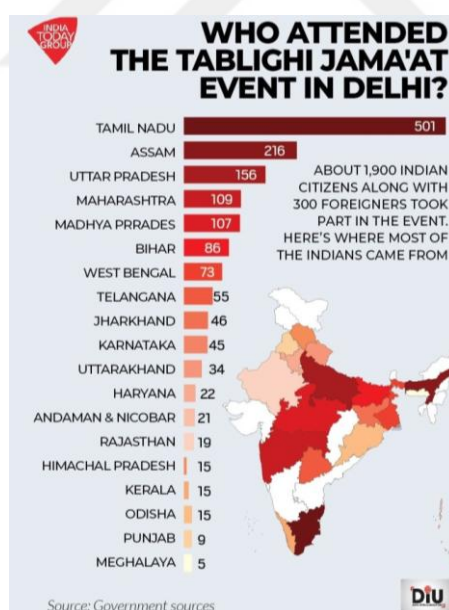 INDIA
TODAY
GROUP
WHO ATTENDED
THE TABLIGHI JAMA'AT
EVENT IN DELHI?
TAMIL NADU 501
ASSAM 216
UTTAR PRADESH 156
MAHARASHTRA 109
MADHYA PRRADES 107
BIHAR 86
WEST BENGAL 73
TELANGANA 55
JHARKHAND 46
KARNATAKA 45
UTTARAKHAND 34
HARYANA 22
ANDAMAN & NICOBAR 21
RAJASTHAN 19
HIMACHAL PRADESH 15
KERALA 15
ODISHA 15
PUNJAB 9
MEGHALAYA 5
ABOUT 1,900 INDIAN
CITIZENS ALONG WITH
300 FOREIGNERS TOOK
PART IN THE EVENT.
HERE'S WHERE MOST OF
THE INDIANS CAME FROM
Source: Government sources
DiU